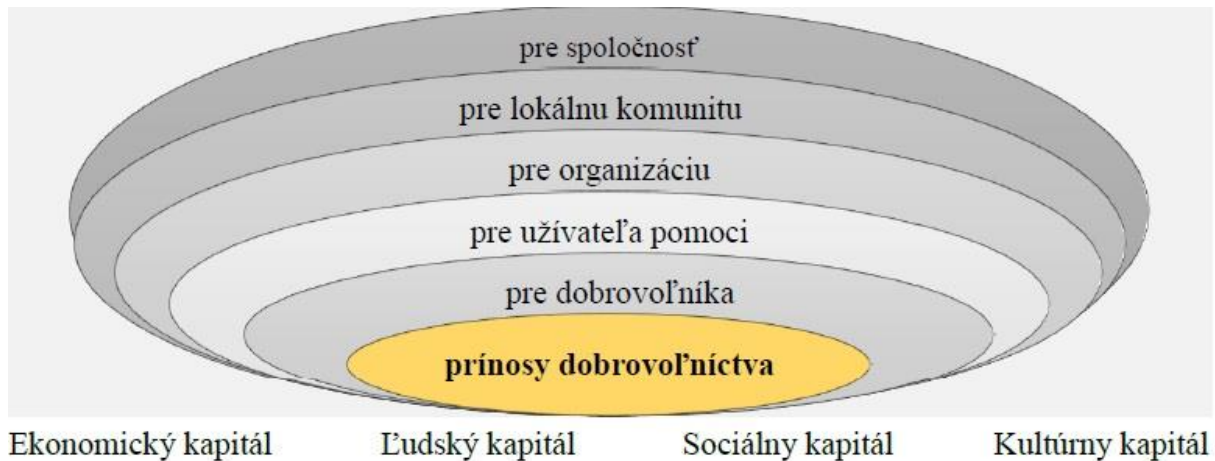 pre spoločnosť
pre lokálnu komunitu
pre organizáciu
pre užívateľa pomoci
pre dobrovoľníka
prínosy dobrovoľníctva
Ekonomický kapitál Ľudský kapitál Sociálny kapitál Kultúrny kapitál